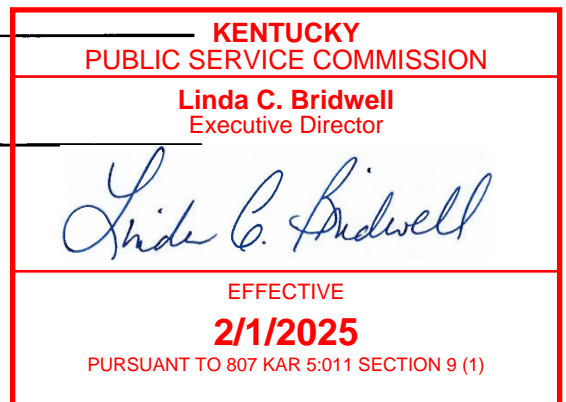 KENTUCKY
PUBLIC SERVICE COMMISSION
Linda C. Bridwell
Executive Director
Linda C. Bridwell
EFFECTIVE
2/1/2025
PURSUANT TO 807 KAR 5:011 SECTION 9 (1)